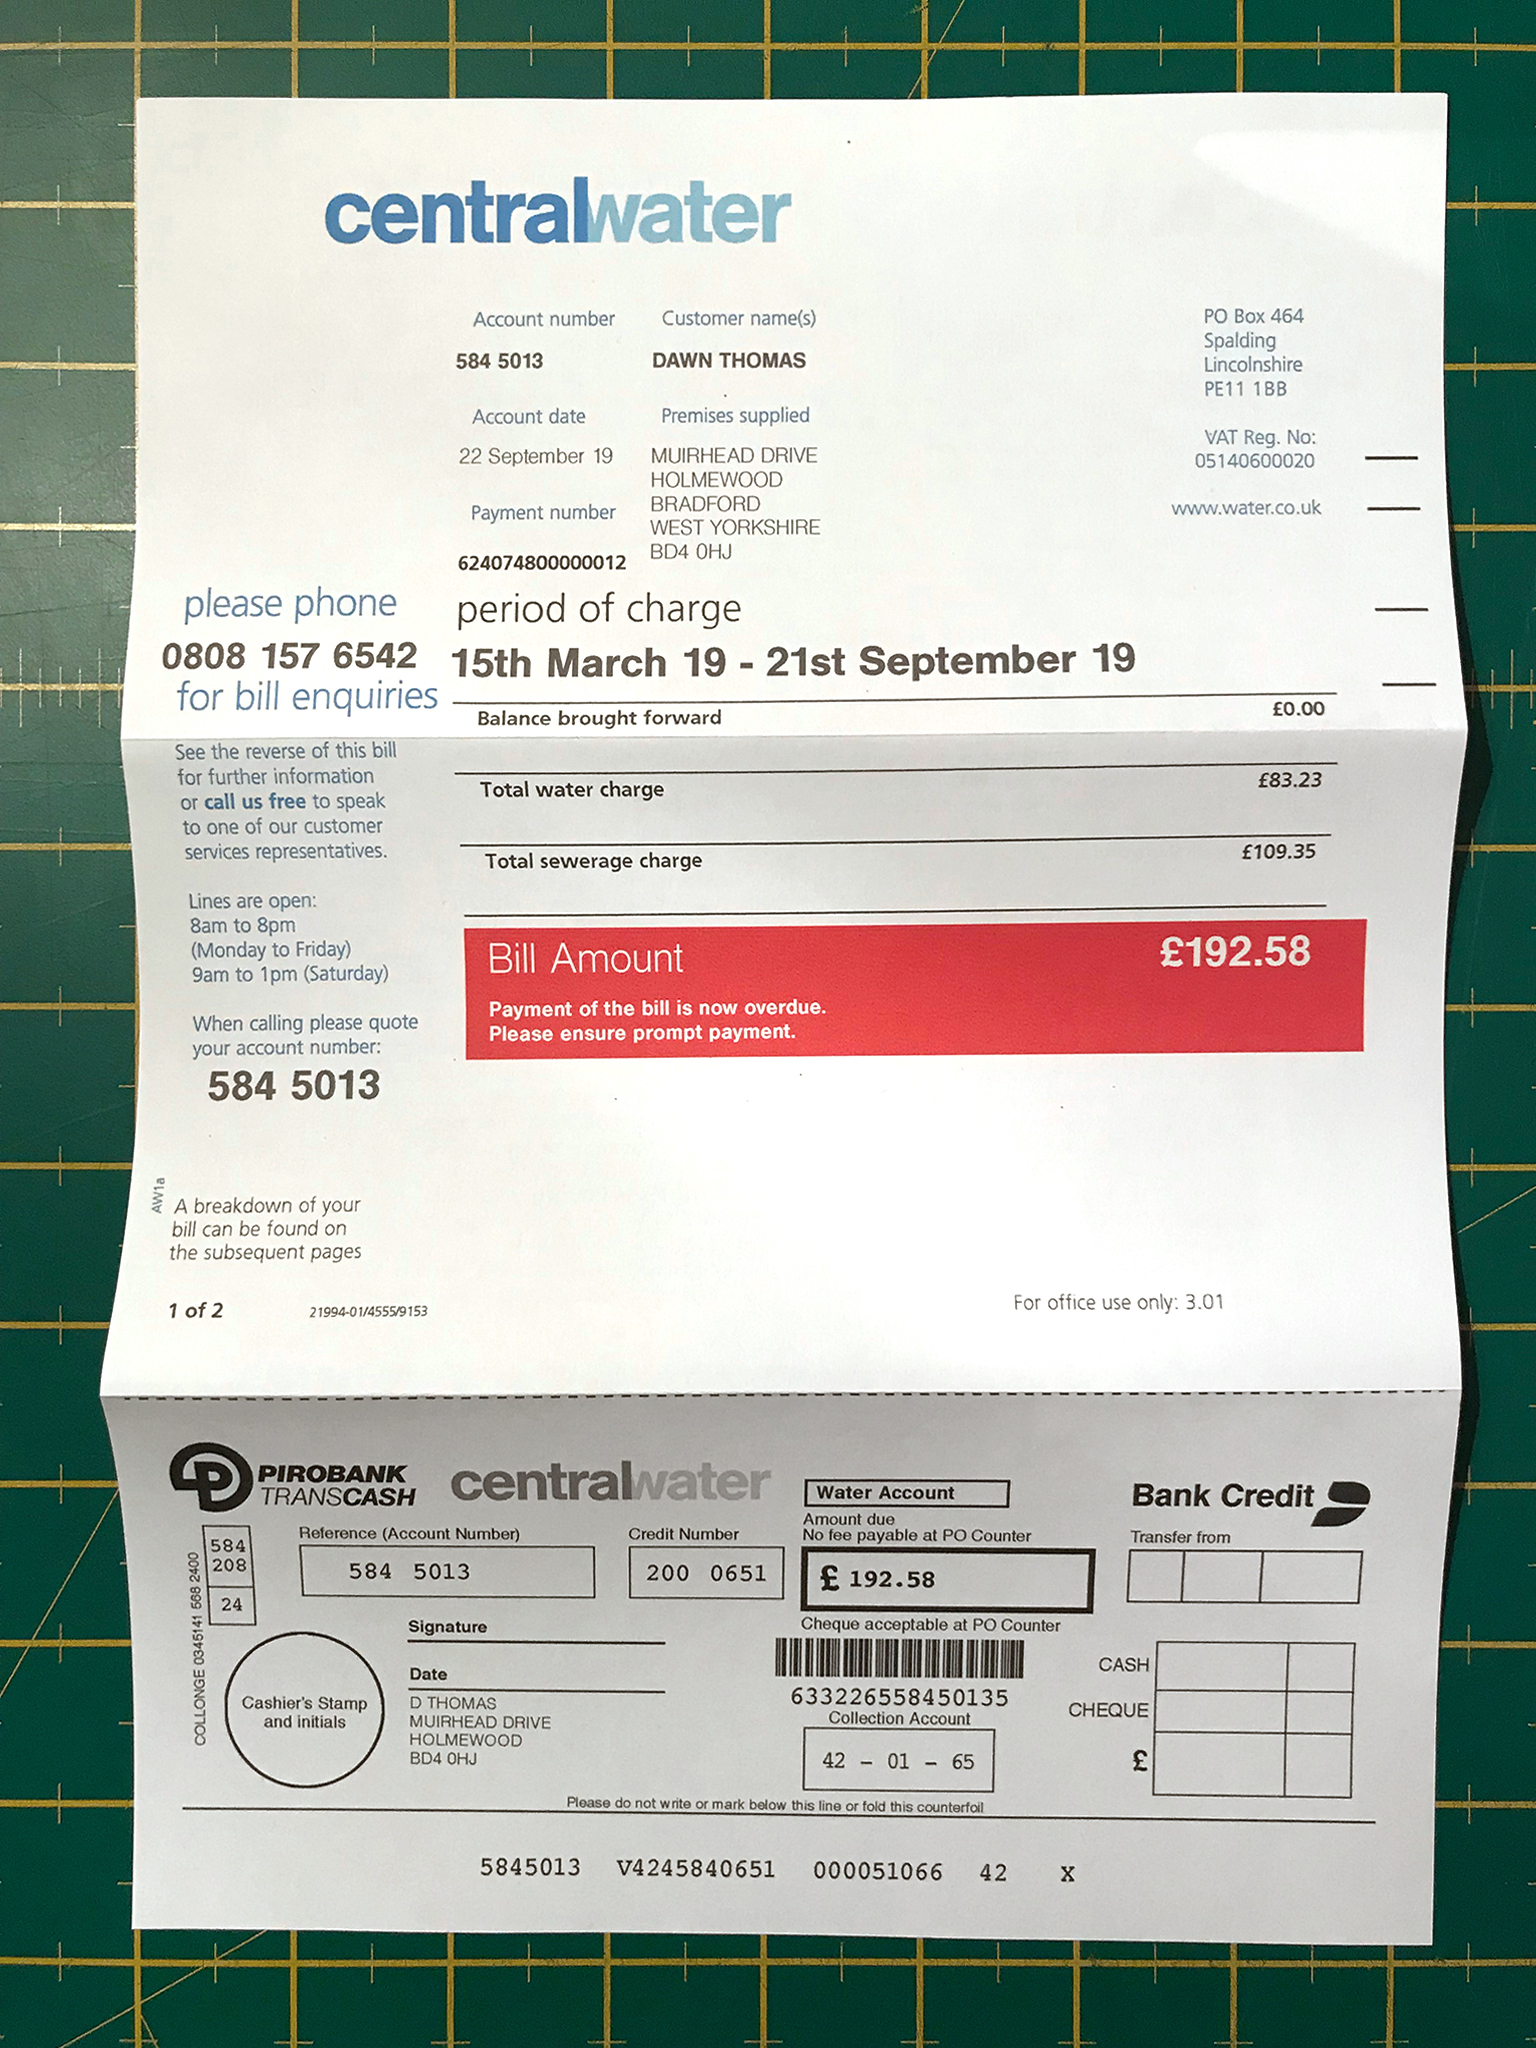 centralwater
Account number
584 5013
Customer name(s)
DAWN THOMAS
Account date
22 September 19
Premises supplied
MUIRHEAD DRIVE
HOLMEWOOD
BRADFORD
WEST YORKSHIRE
BD4 0HJ
Payment number
624074800000012
PO Box 464
Spalding
Lincolnshire
PE11 1BB
VAT Reg. No:
05140600020
www.water.co.uk
please phone
0808 157 6542
for bill enquiries
period of charge
15th March 19 - 21st September 19
Balance brought forward £0.00
Total water charge £83.23
Total sewerage charge £109.35
Bill Amount £192.58
Payment of the bill is now overdue.
Please ensure prompt payment.
See the reverse of this bill
for further information
or call us free to speak
to one of our customer
services representatives.
Lines are open:
8am to 8pm
(Monday to Friday)
9am to 1pm (Saturday)
When calling please quote
your account number:
584 5013
AW1a
A breakdown of your
bill can be found on
the subsequent pages
1 of 2
21994-01/4555/9153
For office use only: 3.01
PIROBANK
TRANSCASH
centralwater
Water Account
Bank Credit
Amount due
No fee payable at PO Counter
£ 192.58
Cheque acceptable at PO Counter
Transfer from
584
208
24
COLLONGE 0345141 568 2400
Reference (Account Number)
584 5013
Credit Number
200 0651
Signature
Date
D THOMAS
MUIRHEAD DRIVE
HOLMEWOOD
BD4 0HJ
Cashier's Stamp
and initials
633226558450135
Collection Account
42 - 01 - 65
CASH
CHEQUE
£
Please do not write or mark below this line or fold this counterfoil
5845013 V4245840651 000051066 42 X